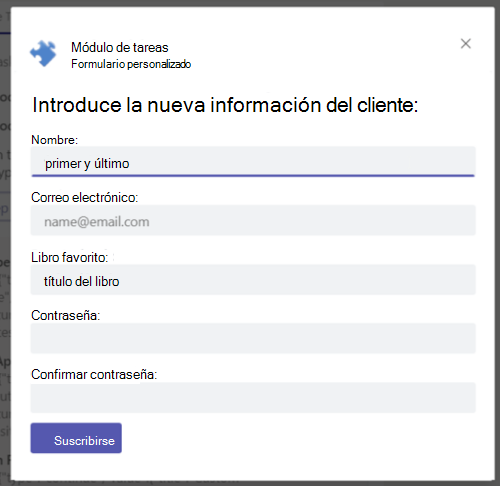 Módulo de tareas
Formulario personalizado
Introduce la nueva información del cliente:
Nombre:
primer y último
Correo electrónico:
name@email.com
Libro favorito:
título del libro
Contraseña:
Confirmar contraseña:
Suscribirse